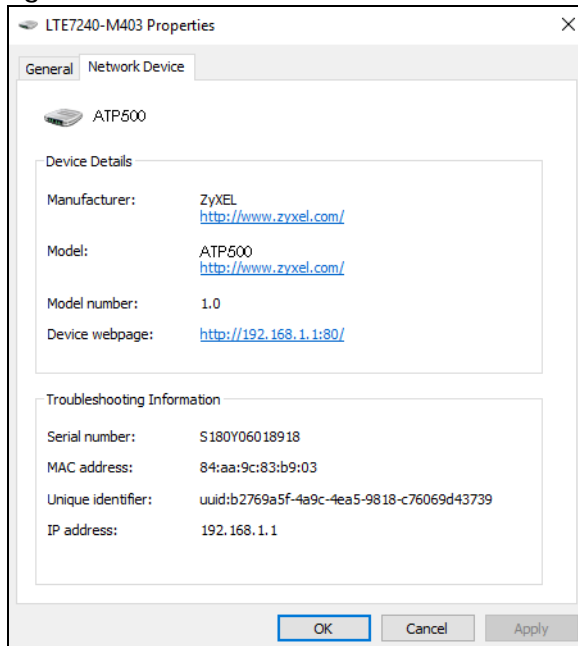 LTE7240-M403 Properties
General Network Device
ATP500
Device Details
Manufacturer: ZyXEL
http://www.zyxel.com/
Model: ATP500
http://www.zyxel.com/
Model number: 1.0
Device webpage: http://192.168.1.1:80/
Troubleshooting Information
Serial number: S180Y06018918
MAC address: 84:aa:9c:83:b9:03
Unique identifier: uuid:b2769a5f-4a9c-4ea5-9818-c76069d43739
IP address: 192.168.1.1
OK Cancel Apply